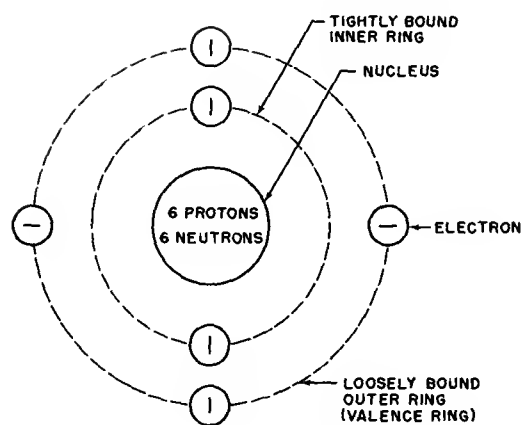 TIGHTLY BOUND
INNER RING
NUCLEUS
6 PROTONS
6 NEUTRONS
ELECTRON
LOOSELY BOUND
OUTER RING
(VALENCE RING)